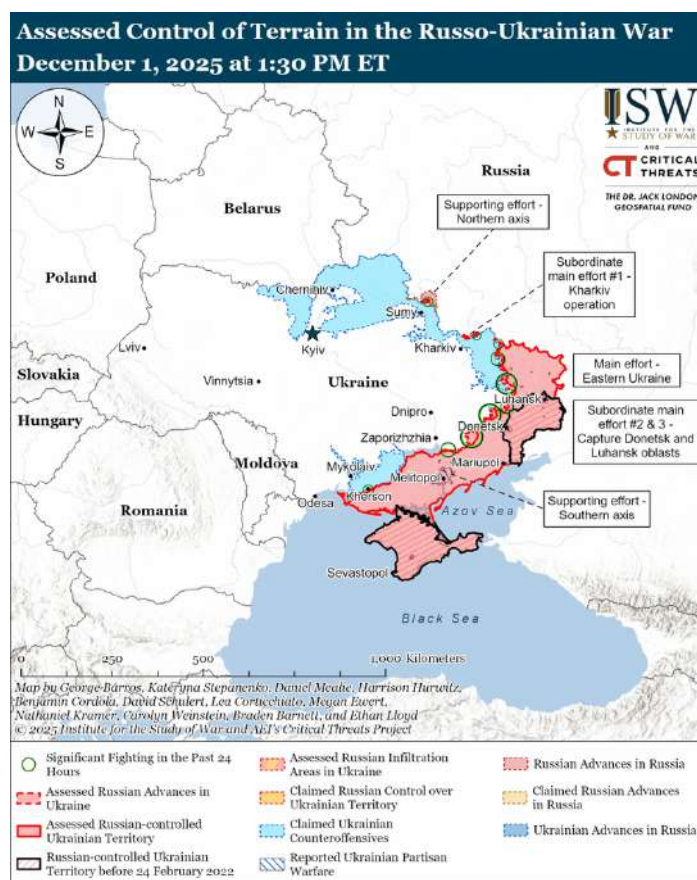 Assessed Control of Terrain in the Russo-Ukrainian War
December 1, 2025 at 1:30 PM ET
N
W E
S
ISW
INSTITUTE FOR THE
STUDY OF WAR
AND
CT CRITICAL
THREATS
THE DR. JACK LONDON
GEOSPATIAL FUND
Russia
Supporting effort -
Northern axis
Belarus
Subordinate
main effort #1 -
Kharkiv
operation
Poland
Chernihiv
Sumy
Kyiv
Lviv
Kharkiv
Main effort -
Eastern Ukraine
Slovakia
Vinnytsia
Ukraine
Luhansk
Hungary
Dnipro
Donetsk
Subordinate main
effort #2 & 3 -
Capture Donetsk and
Luhansk oblasts
Zaporizhzhia
Moldova
Mykolaiv
Mariupol
Melitopol
Kherson
Odesa
Supporting effort -
Southern axis
Romania
Azov Sea
Sevastopol
Black Sea
0 250 500 1,000 Kilometers
Map by George Barros, Kateryna Stepanenko, Daniel Mealie, Harrison Hurwitz,
Benjamin Cordola, David Schulert, Lea Corticchiato, Megan Ewert,
Nathaniel Kramer, Carolyn Weinstein, Braden Barnett, and Ethan Lloyd
© 2025 Institute for the Study of War and AEI's Critical Threats Project
Significant Fighting in the Past 24
Hours
Assessed Russian Advances in
Ukraine
Assessed Russian-controlled
Ukrainian Territory
Russian-controlled Ukrainian
Territory before 24 February 2022
Assessed Russian Infiltration
Areas in Ukraine
Claimed Russian Control over
Ukrainian Territory
Claimed Ukrainian
Counteroffensives
Reported Ukrainian Partisan
Warfare
Russian Advances in Russia
Claimed Russian Advances
in Russia
Ukrainian Advances in Russia